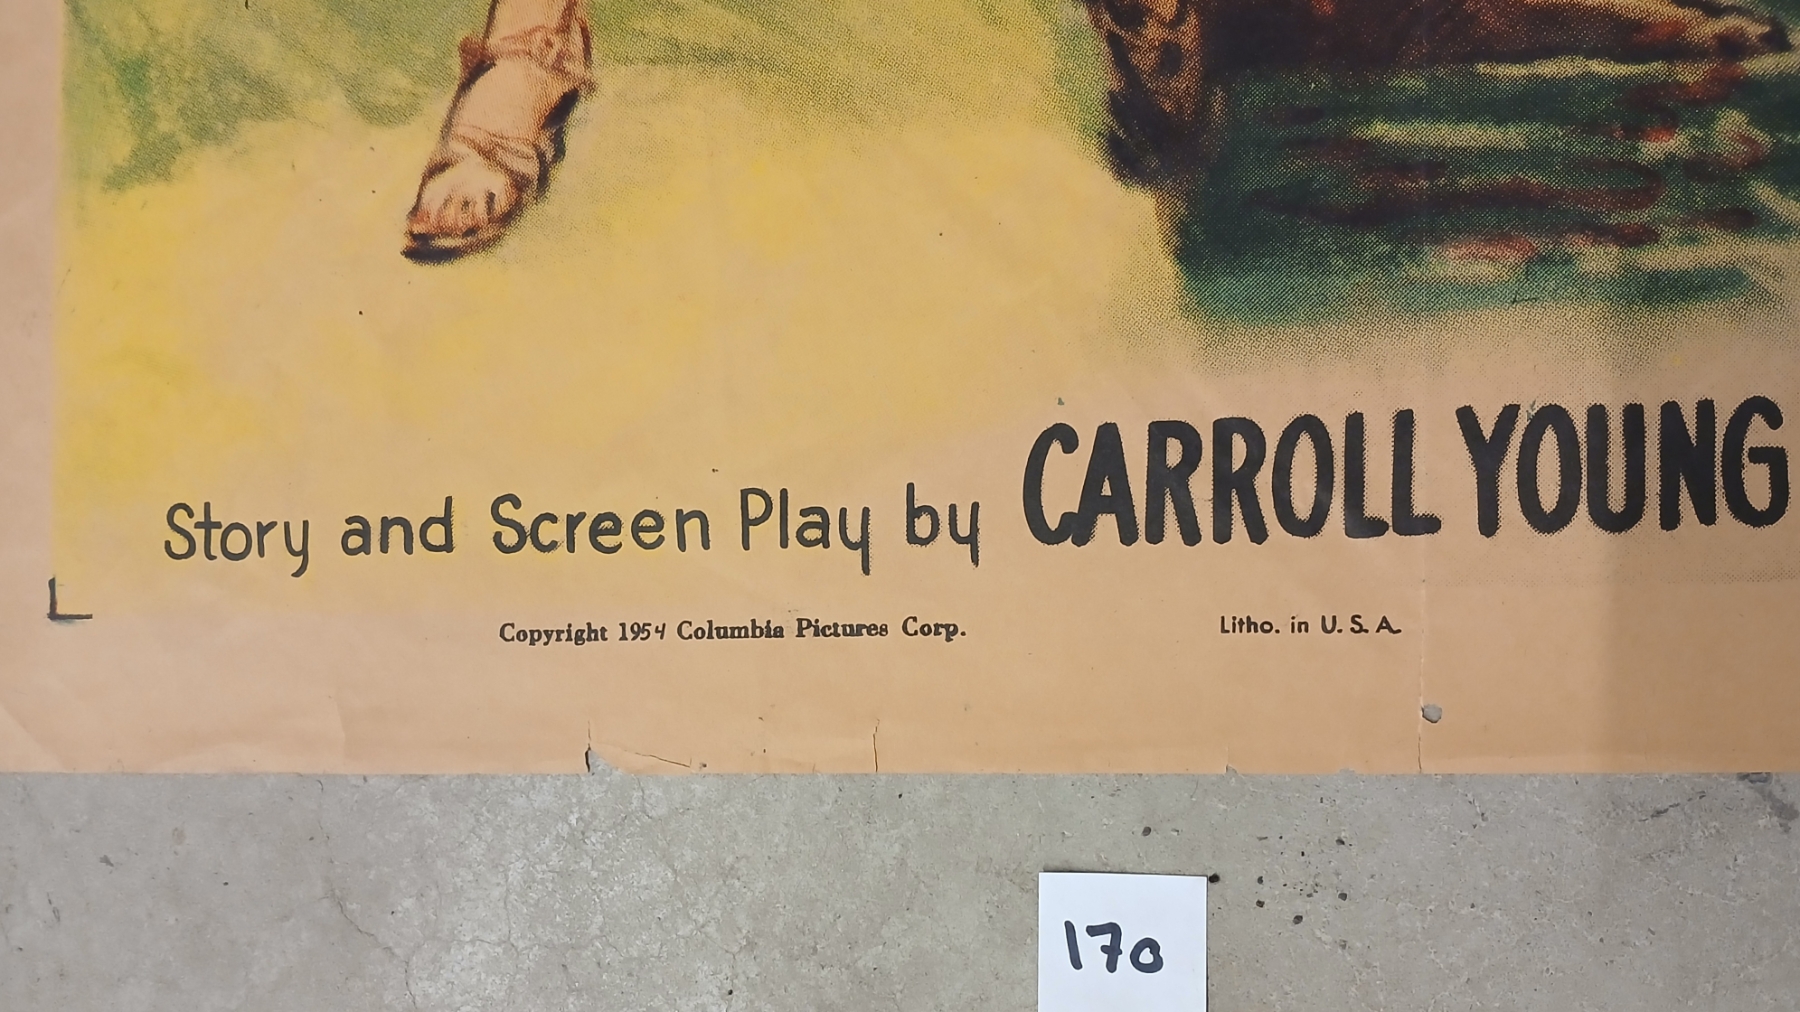 Story and Screen Play by CARROLL YOUNG
Copyright 1954 Columbia Pictures Corp. Litho. in U. S. A.
170